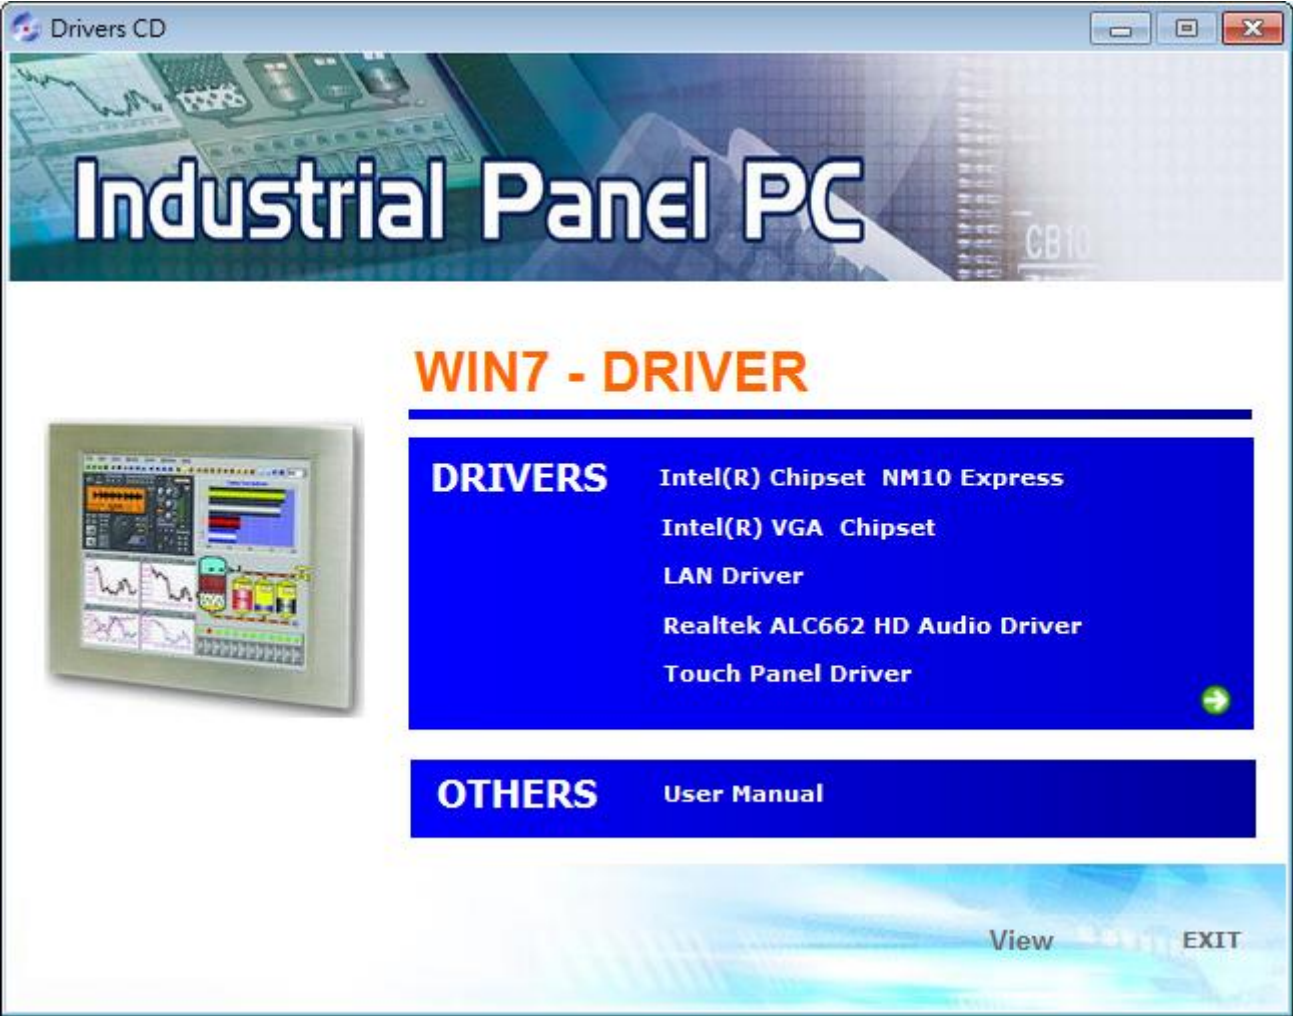 Drivers CD
Industrial Panel PC
CB10
WIN7 - DRIVER
DRIVERS
Intel(R) Chipset  NM10 Express
Intel(R) VGA  Chipset
LAN Driver
Realtek ALC662 HD Audio Driver
Touch Panel Driver
OTHERS
User Manual
View
EXIT